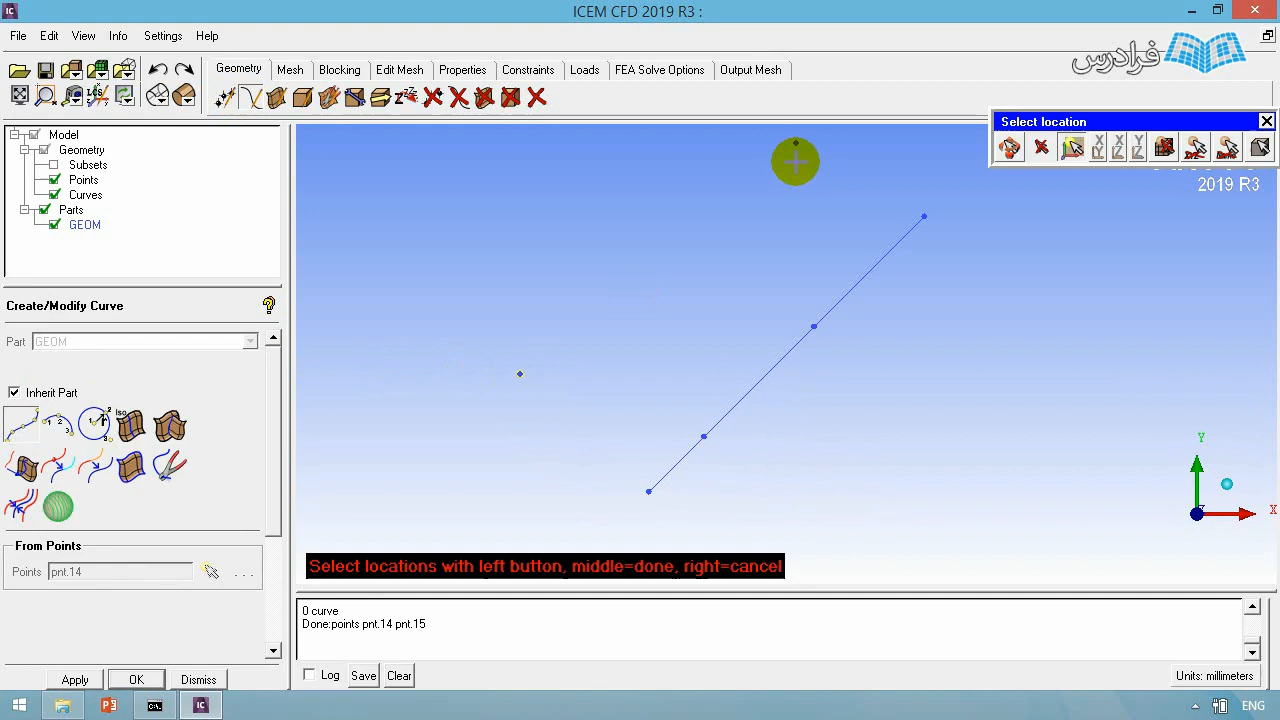 ICEM CFD 2019 R3 :
File Edit View Info Settings Help
فرادرس
Geometry Mesh Blocking Edit Mesh Properties Constraints Loads FEA Solve Options Output Mesh
Select location
2019 R3
Model
Geometry
Subsets
Points
Curves
Parts
GEOM
Create/Modify Curve
Part GEOM
Inherit Part
From Points
Points pnt.14
Y
X
Select locations with left button, middle=done, right=cancel
0 curve
Done:points pnt.14 pnt.15
Log Save Clear
Units: millimeters
Apply OK Dismiss
ENG